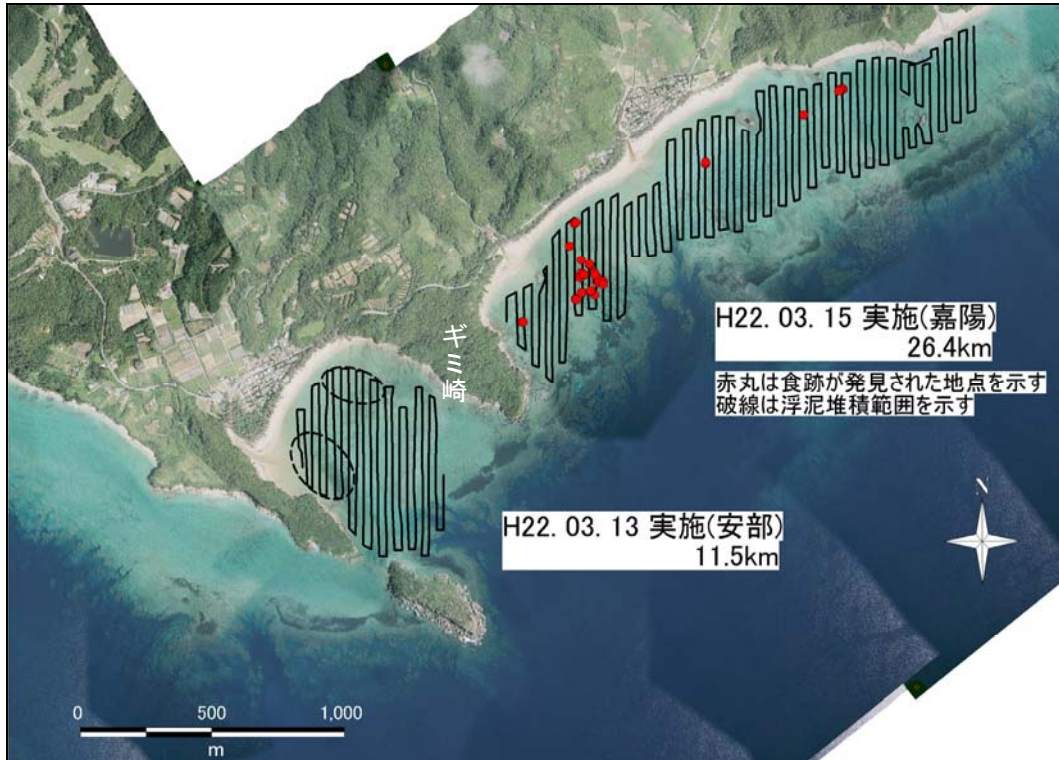 ギミ崎
H22. 03. 15 実施(嘉陽)
26.4km
赤丸は食跡が発見された地点を示す
破線は浮泥堆積範囲を示す
N
H22. 03. 13 実施(安部)
11.5km
0 500 1,000
m